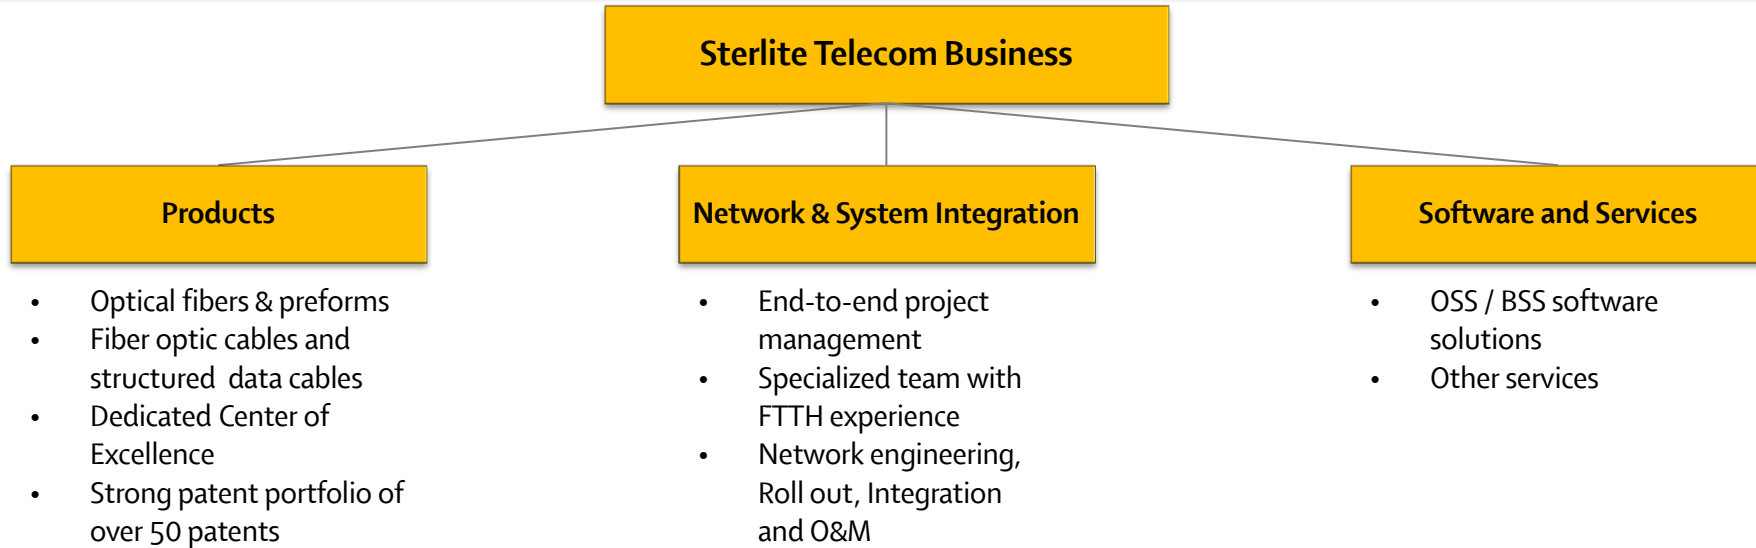 Sterlite Telecom Business
Products
• Optical fibers & preforms
• Fiber optic cables and
structured data cables
• Dedicated Center of
Excellence
• Strong patent portfolio of
over 50 patents
Network & System Integration
• End-to-end project
management
• Specialized team with
FTTH experience
• Network engineering,
Roll out, Integration
and O&M
Software and Services
• OSS / BSS software
solutions
• Other services